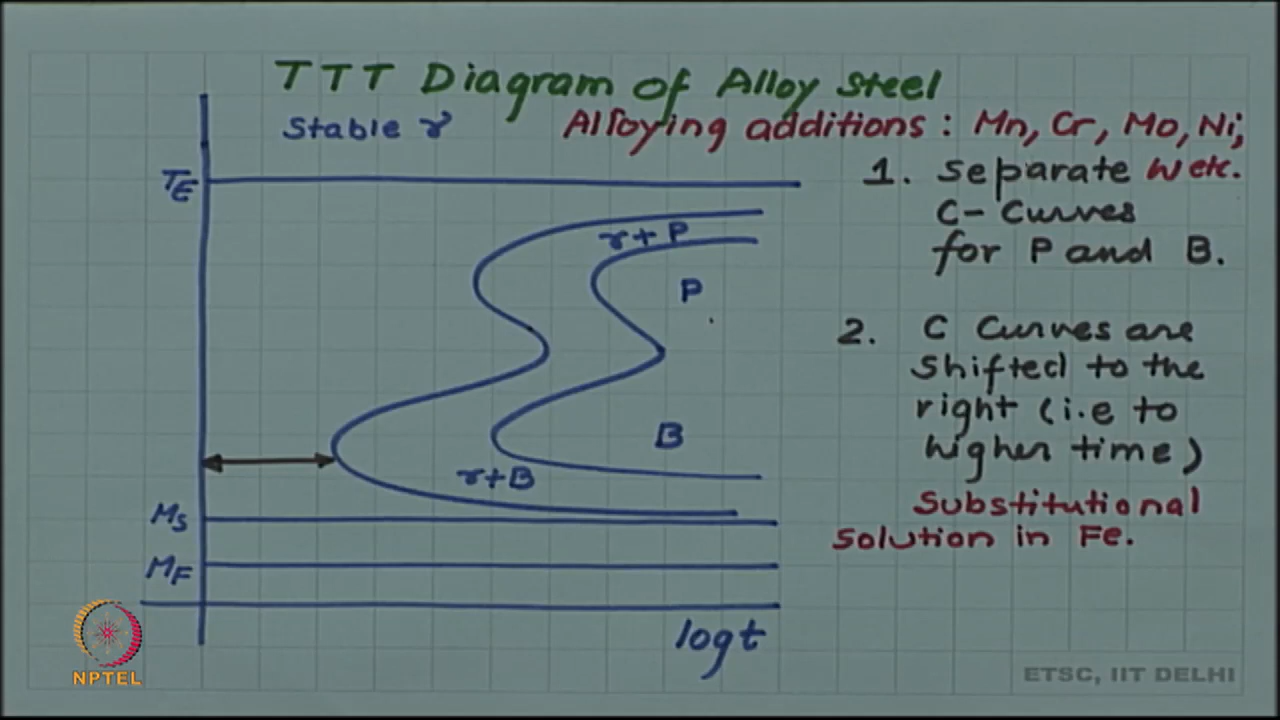 TTT Diagram of Alloy Steel
Stable γ
Alloying additions : Mn, Cr, Mo, Ni,
W etc.
TE
1. Separate
C- Curves
for P and B.
γ+P
P
2. C Curves are
shifted to the
right (i.e to
higher time)
B
γ+B
Substitutional
solution in Fe.
MS
MF
log t
NPTEL
ETSC, IIT DELHI